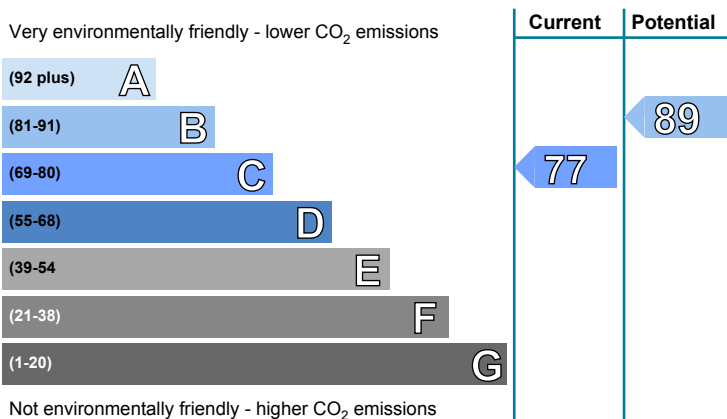 Current Potential
Very environmentally friendly - lower CO₂ emissions
(92 plus) A
(81-91) B
89
(69-80) C
77
(55-68) D
(39-54 E
(21-38) F
(1-20) G
Not environmentally friendly - higher CO₂ emissions